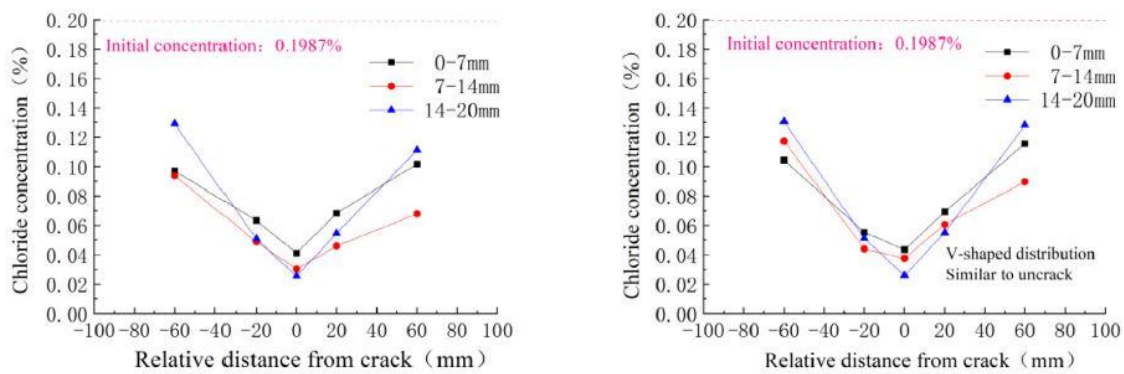 0.20
Initial concentration：0.1987%
0.18
0-7mm
0.16
7-14mm
14-20mm
0.14
0.12
0.10
0.08
0.06
0.04
0.02
0.00
Chloride concentration（%）
-100 -80 -60 -40 -20 0 20 40 60 80 100
Relative distance from crack（mm）
0.20
Initial concentration：0.1987%
0.18
0-7mm
0.16
7-14mm
14-20mm
0.14
0.12
0.10
0.08
0.06
0.04
0.02
0.00
V-shaped distribution
Similar to uncrack
Chloride concentration（%）
-100 -80 -60 -40 -20 0 20 40 60 80 100
Relative distance from crack（mm）